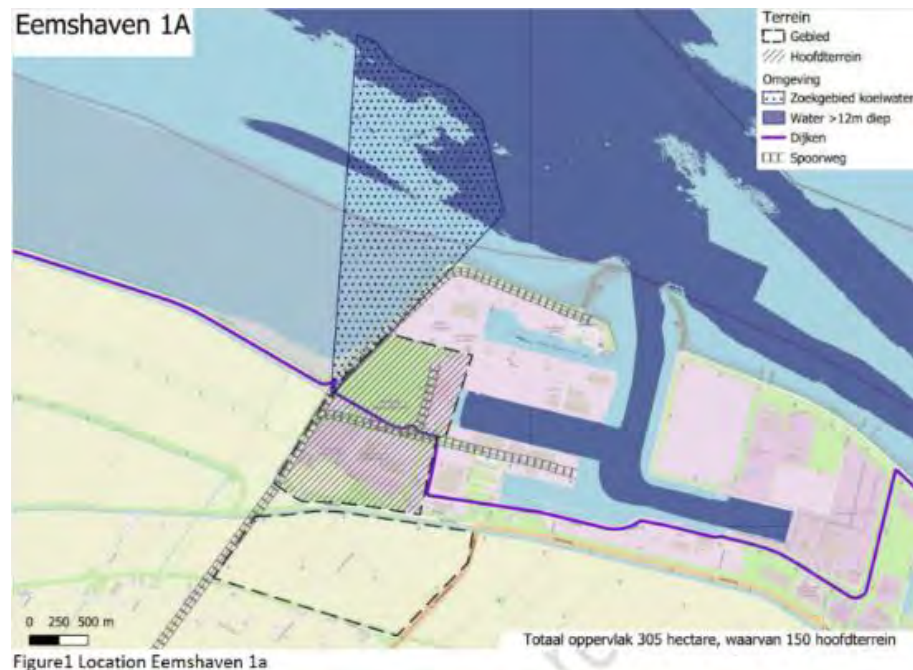 Eemshaven 1A
Terrein
Gebied
Hoofdterrein
Omgeving
Zoekgebied koelwater
Water >12m diep
Dijken
Spoorweg
0 250 500 m
Totaal oppervlak 305 hectare, waarvan 150 hoofdterrein
Figure1 Location Eemshaven 1a